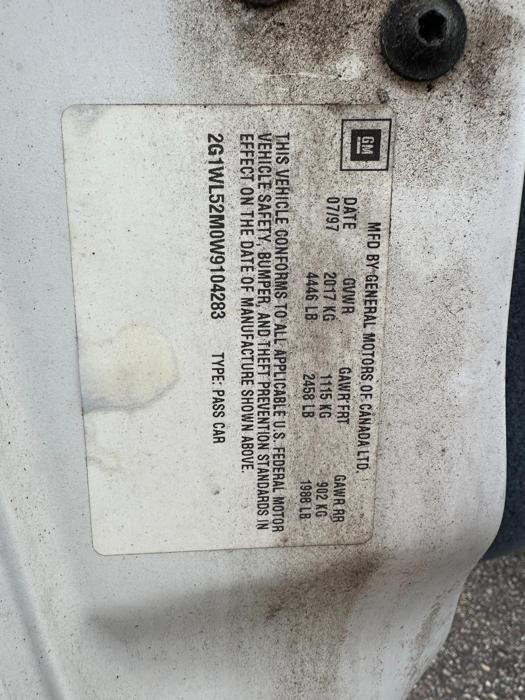 GM
MFD BY GENERAL MOTORS OF CANADA LTD.
DATE GVWR GAWR FRT GAWR RR
07/97 2017 KG 1115 KG 902 KG
4446 LB 2458 LB 1988 LB
THIS VEHICLE CONFORMS TO ALL APPLICABLE U.S. FEDERAL MOTOR
VEHICLE SAFETY, BUMPER, AND THEFT PREVENTION STANDARDS IN
EFFECT ON THE DATE OF MANUFACTURE SHOWN ABOVE.
2G1WL52M0W9104283 TYPE: PASS CAR